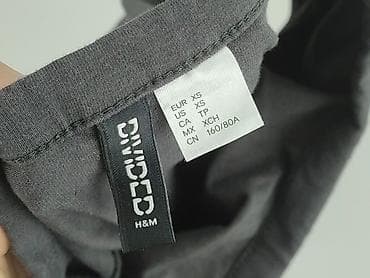 EUR XS
US XS
CA TP
MX XCH
CN 160/80A
DIVIDED
H&M